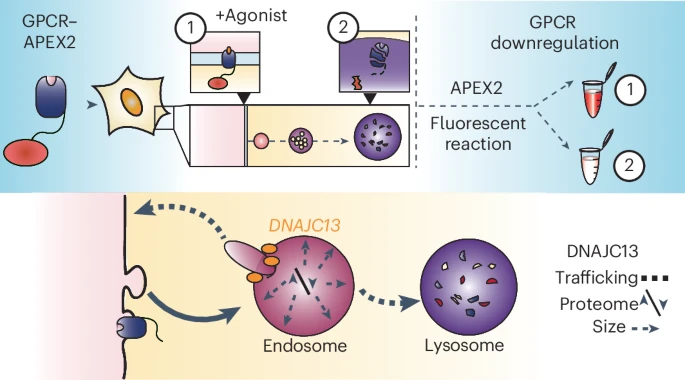 GPCR–
APEX2
+Agonist
1
2
GPCR
downregulation
APEX2
Fluorescent
reaction
1
2
DNAJC13
Endosome
Lysosome
DNAJC13
Trafficking
Proteome
Size